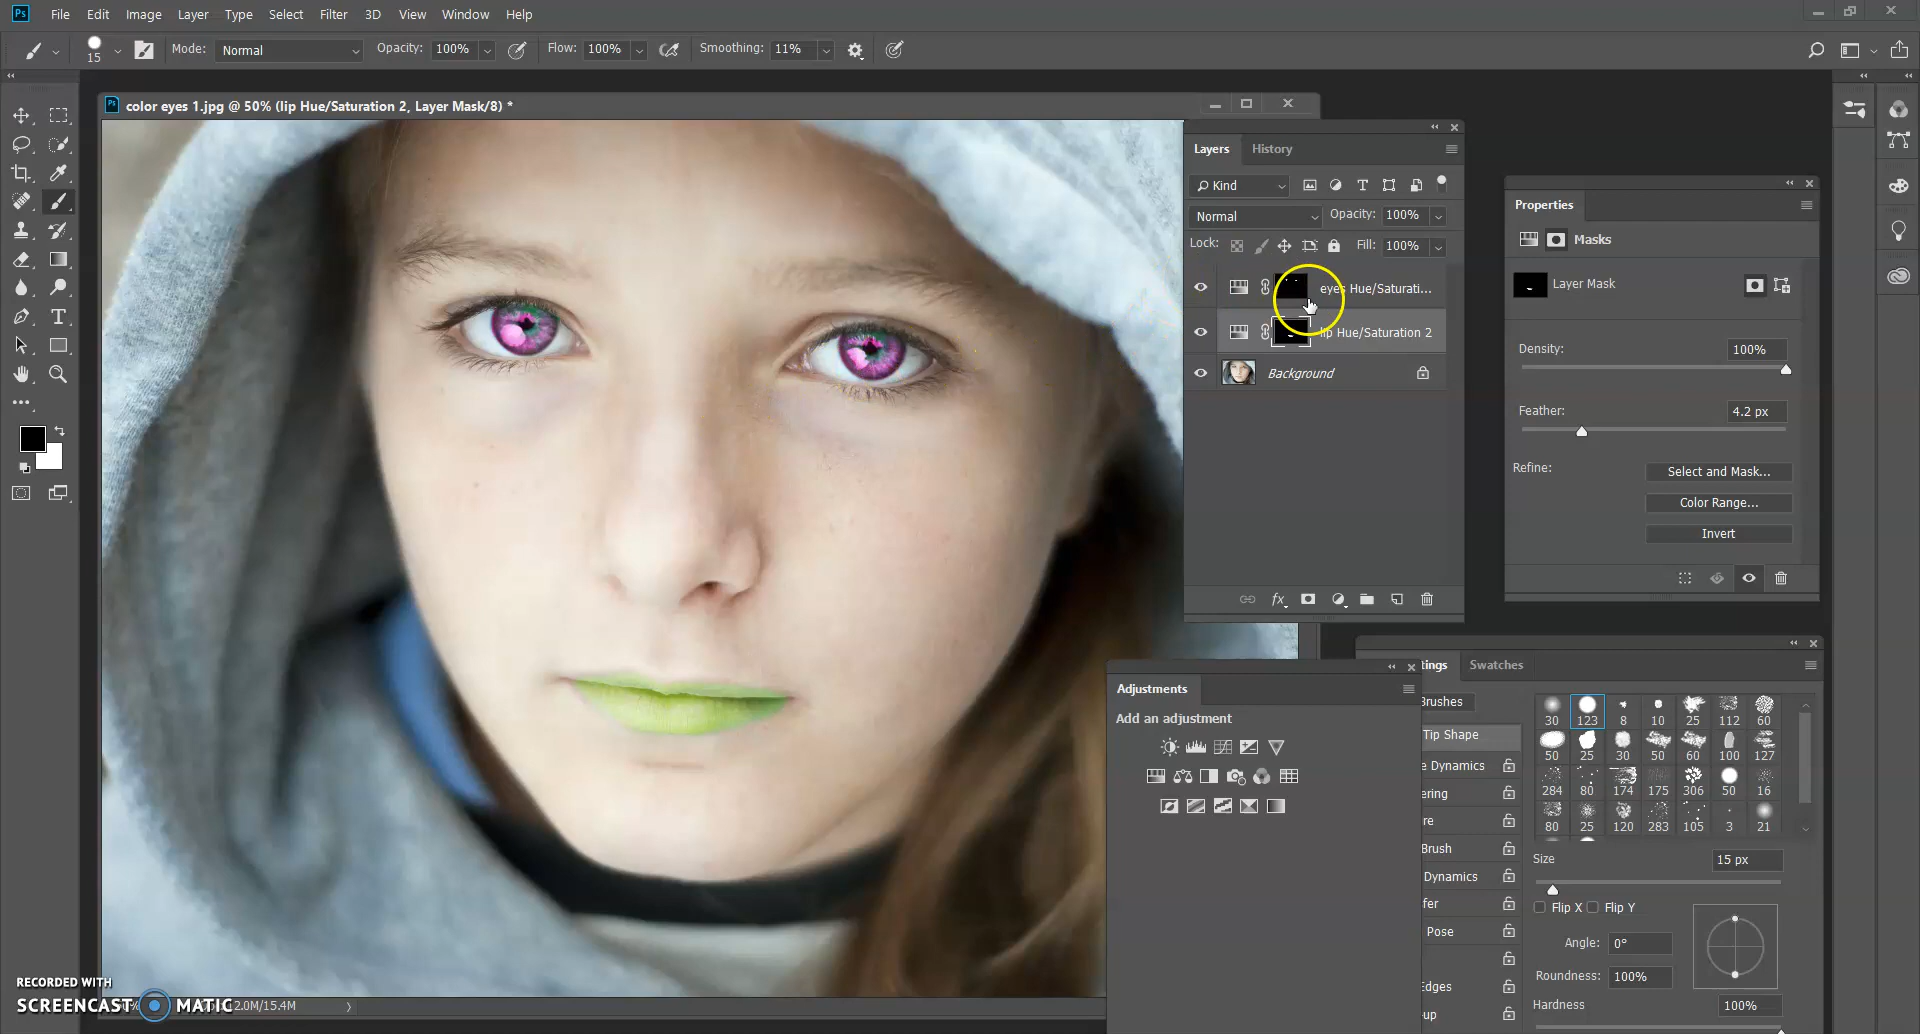 Ps File Edit Image Layer Type Select Filter 3D View Window Help
15 Mode: Normal Opacity: 100% Flow: 100% Smoothing: 11%
Ps color eyes 1.jpg @ 50% (lip Hue/Saturation 2, Layer Mask/8) *
Layers History
Kind
Normal Opacity: 100%
Lock: Fill: 100%
eyes Hue/Saturati...
lip Hue/Saturation 2
Background
fx
Properties
Masks
Layer Mask
Density: 100%
Feather: 4.2 px
Refine: Select and Mask...
Color Range...
Invert
Adjustments
Add an adjustment
tings Swatches
Brushes
Tip Shape
e Dynamics
ering
re
Brush
Dynamics
fer
Pose
Edges
-up
30 123 8 10 25 112 60
50 25 30 50 60 100 127
284 80 174 175 306 50 16
80 25 120 283 105 3 21
Size 15 px
Flip X Flip Y
Angle: 0°
Roundness: 100%
Hardness 100%
RECORDED WITH
SCREENCAST MATIC
2.0M/15.4M